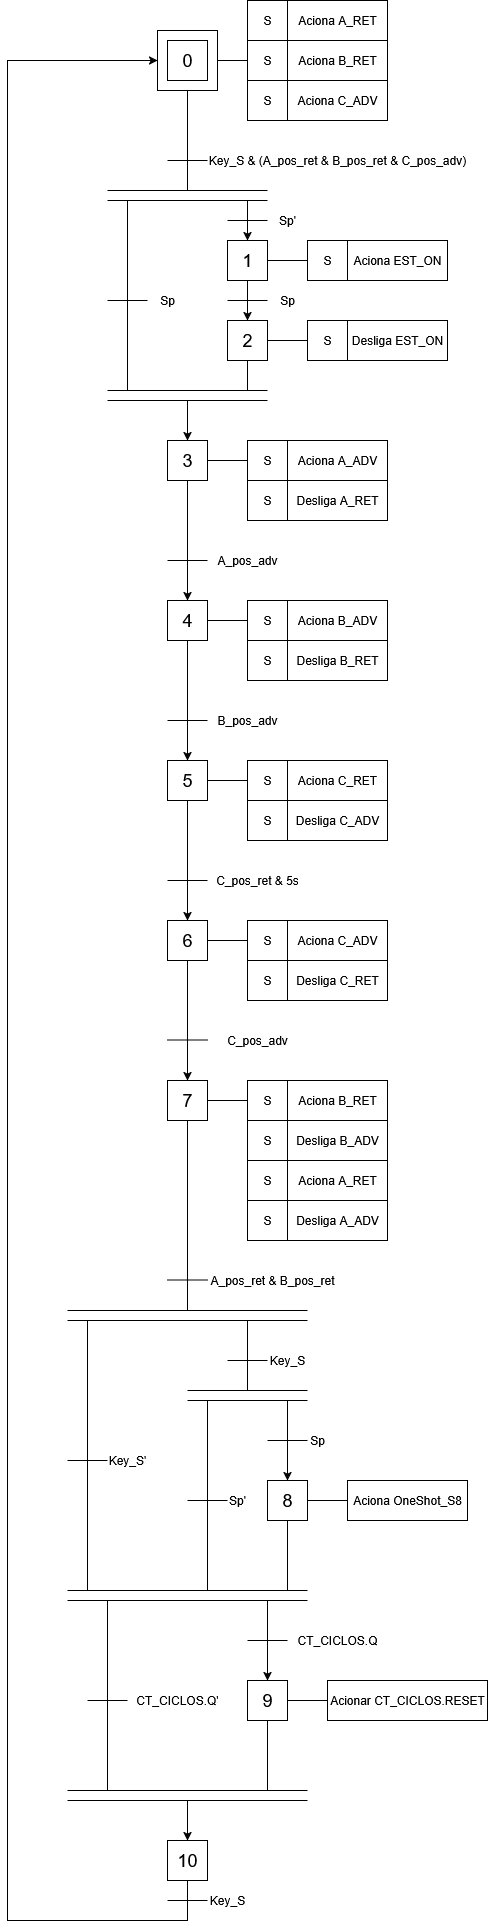 S Aciona A_RET
0 S Aciona B_RET
S Aciona C_ADV
Key_S & (A_pos_ret & B_pos_ret & C_pos_adv)
Sp'
1 S Aciona EST_ON
Sp Sp
2 S Desliga EST_ON
3 S Aciona A_ADV
S Desliga A_RET
A_pos_adv
4 S Aciona B_ADV
S Desliga B_RET
B_pos_adv
5 S Aciona C_RET
S Desliga C_ADV
C_pos_ret & 5s
6 S Aciona C_ADV
S Desliga C_RET
C_pos_adv
7 S Aciona B_RET
S Desliga B_ADV
S Aciona A_RET
S Desliga A_ADV
A_pos_ret & B_pos_ret
Key_S
Sp
Key_S'
Sp' 8 Aciona OneShot_S8
CT_CICLOS.Q
CT_CICLOS.Q' 9 Acionar CT_CICLOS.RESET
10
Key_S